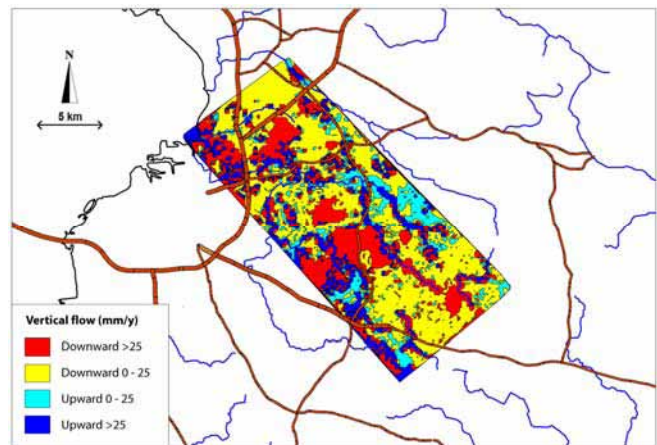 N
5 km
Vertical flow (mm/y)
Downward >25
Downward 0 - 25
Upward 0 - 25
Upward >25